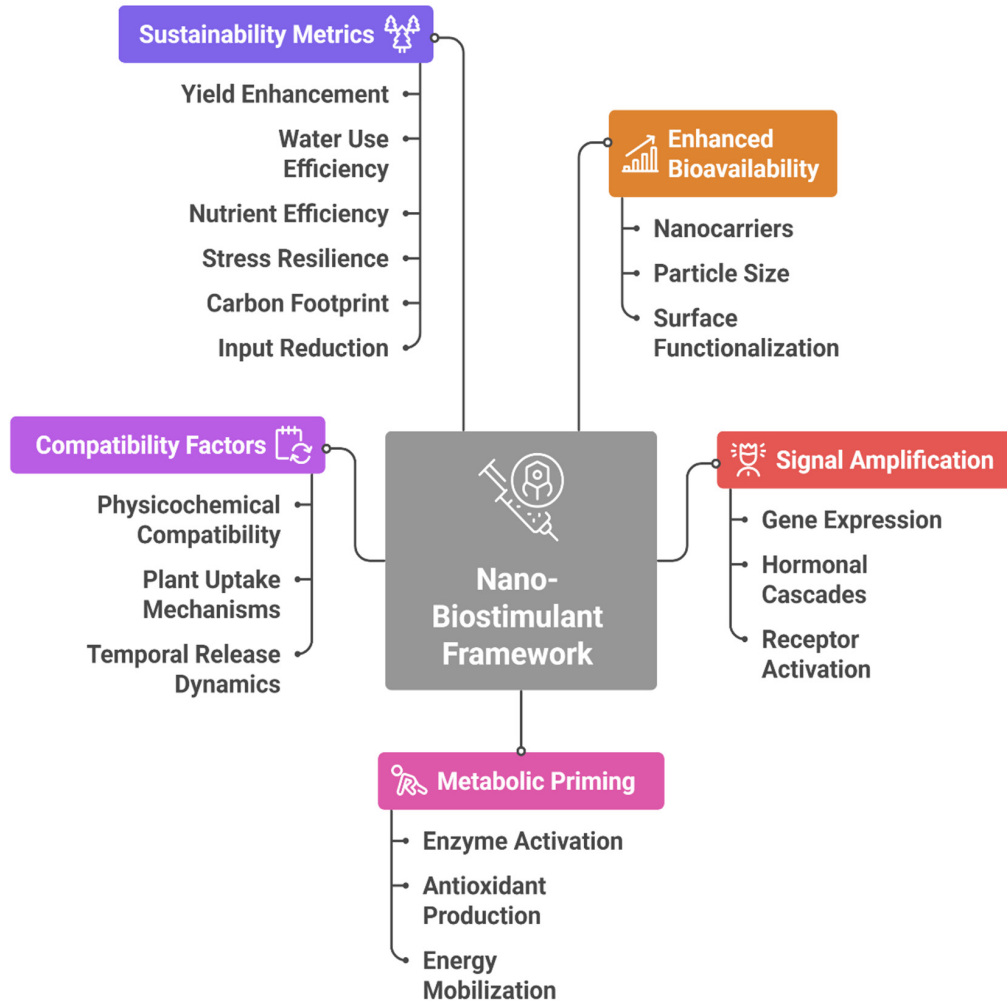 Sustainability Metrics
Yield Enhancement
Water Use
Efficiency
Nutrient Efficiency
Stress Resilience
Carbon Footprint
Input Reduction
Enhanced
Bioavailability
Nanocarriers
Particle Size
Surface
Functionalization
Compatibility Factors
Physicochemical
Compatibility
Plant Uptake
Mechanisms
Temporal Release
Dynamics
Nano-
Biostimulant
Framework
Signal Amplification
Gene Expression
Hormonal
Cascades
Receptor
Activation
Metabolic Priming
Enzyme Activation
Antioxidant
Production
Energy
Mobilization